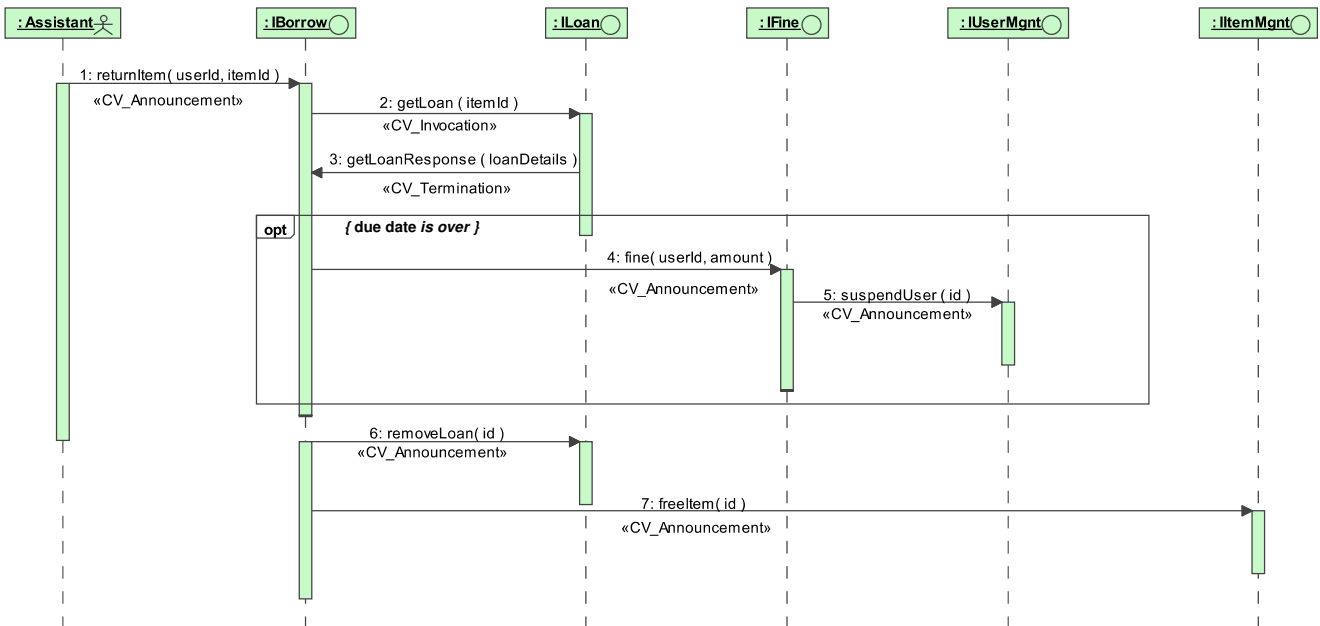 : Assistant
: IBorrow
: ILoan
: IFine
: IUserMgnt
: IItemMgnt
1: returnItem( userId, itemId )
«CV_Announcement»
2: getLoan ( itemId )
«CV_Invocation»
3: getLoanResponse ( loanDetails )
«CV_Termination»
opt
{ due date is over }
4: fine( userId, amount )
«CV_Announcement»
5: suspendUser ( id )
«CV_Announcement»
6: removeLoan( id )
«CV_Announcement»
7: freeItem( id )
«CV_Announcement»